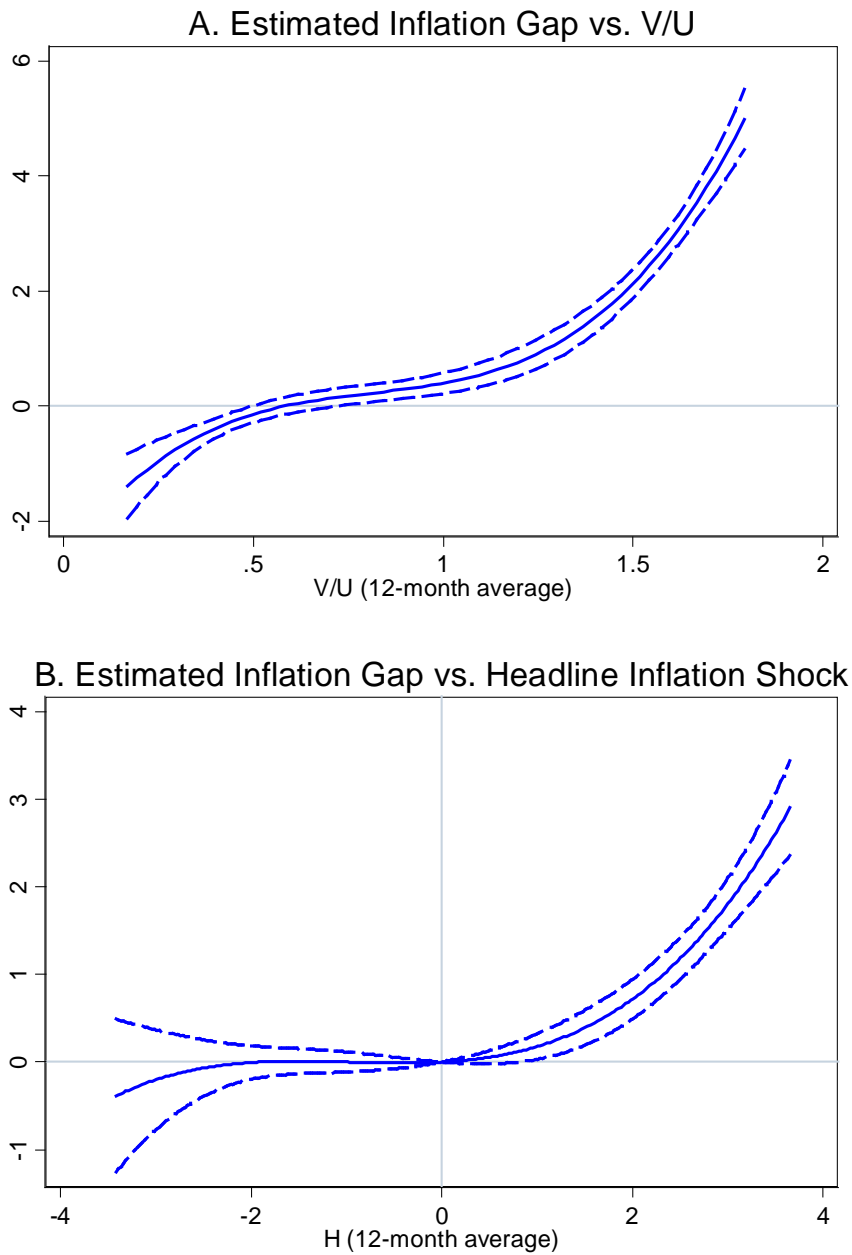 A. Estimated Inflation Gap vs. V/U
6
4
2
0
-2
0 .5 1 1.5 2
V/U (12-month average)
B. Estimated Inflation Gap vs. Headline Inflation Shock
4
3
2
1
0
-1
-4 -2 0 2 4
H (12-month average)